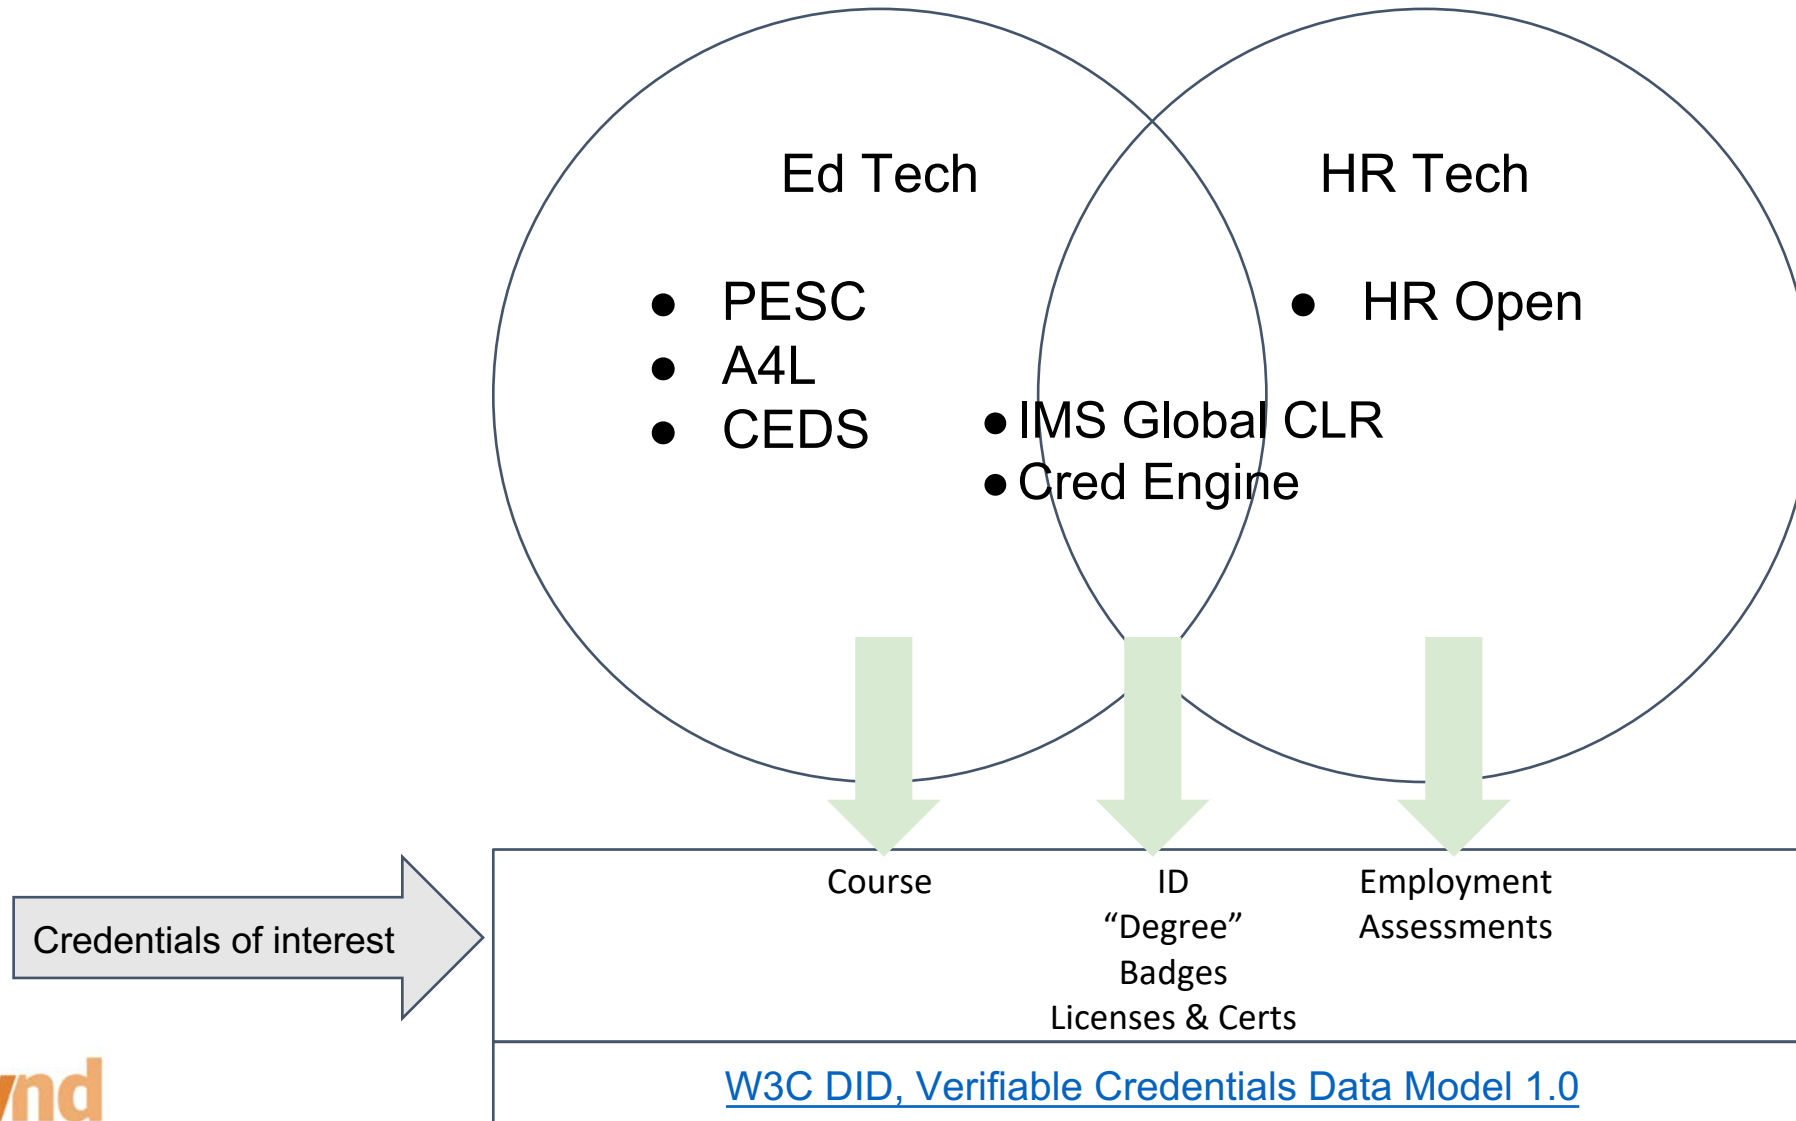 Ed Tech
HR Tech
● PESC
● A4L
● CEDS
● HR Open
● IMS Global CLR
● Cred Engine
Credentials of interest
Course
ID
“Degree”
Badges
Licenses & Certs
Employment
Assessments
W3C DID, Verifiable Credentials Data Model 1.0